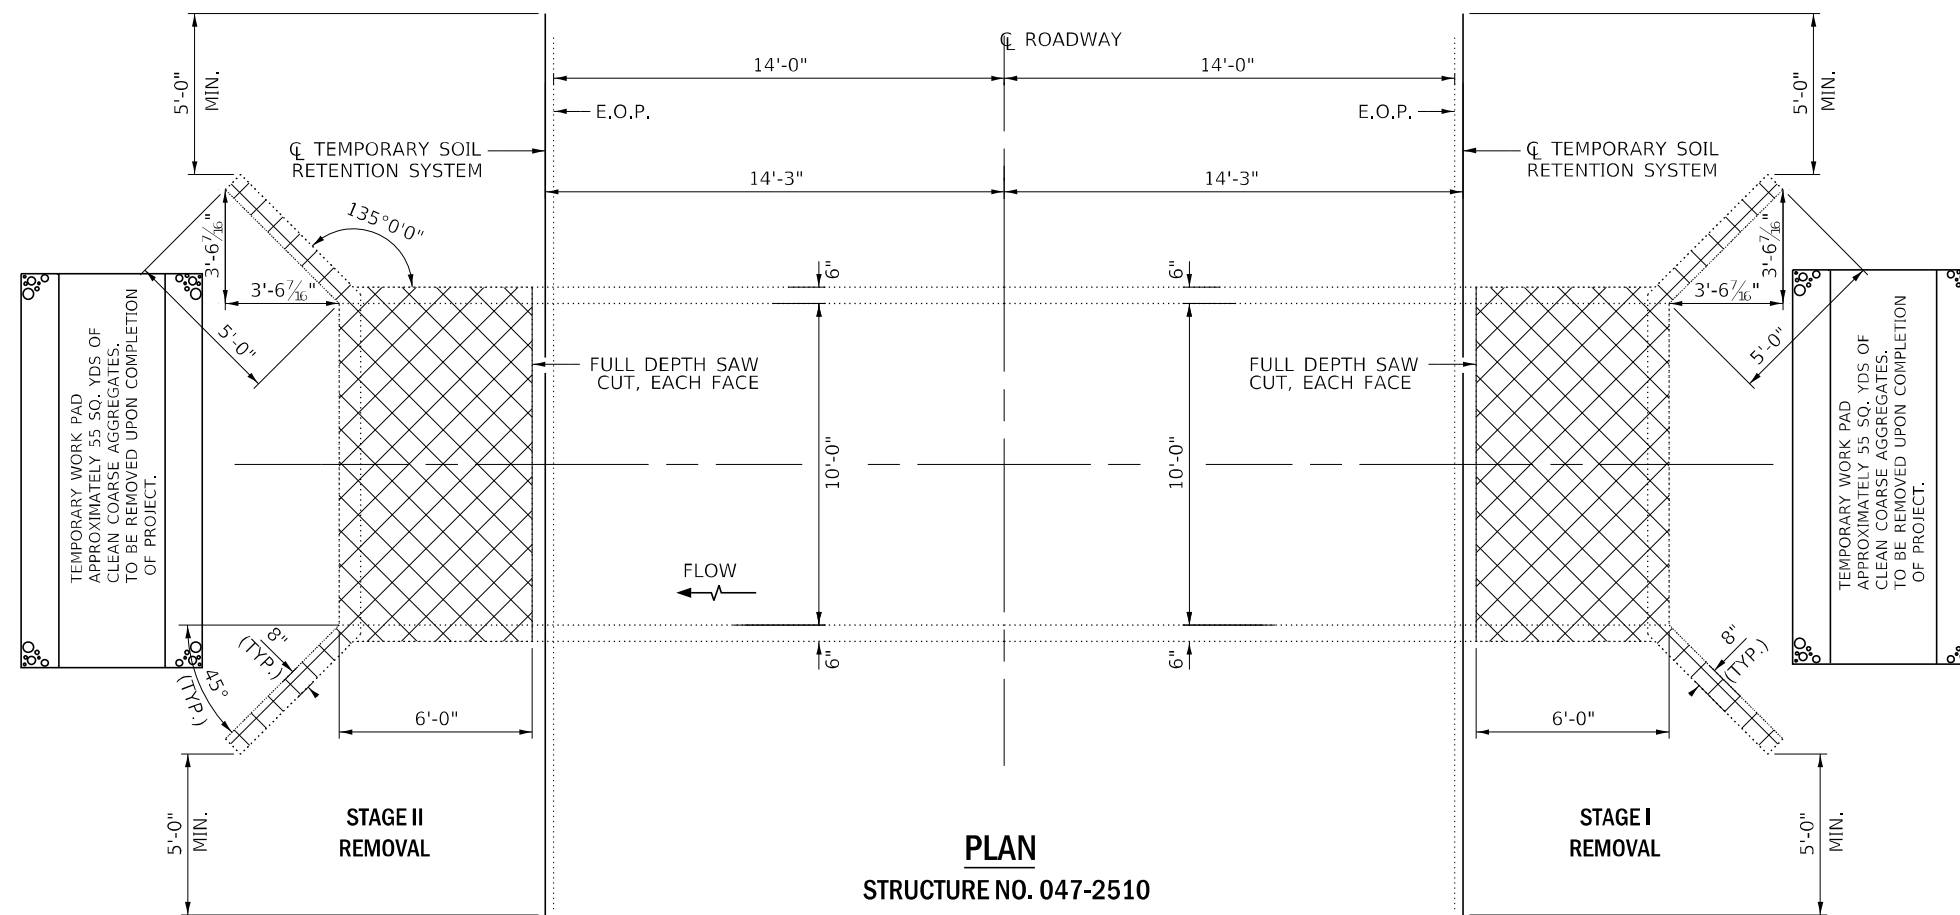 ℄ ROADWAY
14'-0"
14'-0"
5'-0"
MIN.
5'-0"
MIN.
E.O.P.
E.O.P.
℄ TEMPORARY SOIL
RETENTION SYSTEM
℄ TEMPORARY SOIL
RETENTION SYSTEM
14'-3"
14'-3"
135°0'0"
3'-6 7/16"
3'-6 7/16"
5'-0"
6"
6"
3'-6 7/16"
3'-6 7/16"
5'-0"
FULL DEPTH SAW
CUT, EACH FACE
FULL DEPTH SAW
CUT, EACH FACE
TEMPORARY WORK PAD
APPROXIMATELY 55 SQ. YDS OF
CLEAN COARSE AGGREGATES.
TO BE REMOVED UPON COMPLETION
OF PROJECT.
10'-0"
10'-0"
TEMPORARY WORK PAD
APPROXIMATELY 55 SQ. YDS OF
CLEAN COARSE AGGREGATES.
TO BE REMOVED UPON COMPLETION
OF PROJECT.
FLOW
8"
(TYP.)
45°
(TYP.)
6"
6"
8"
(TYP.)
6'-0"
6'-0"
5'-0"
MIN.
STAGE II
REMOVAL
PLAN
STRUCTURE NO. 047-2510
STAGE I
REMOVAL
5'-0"
MIN.